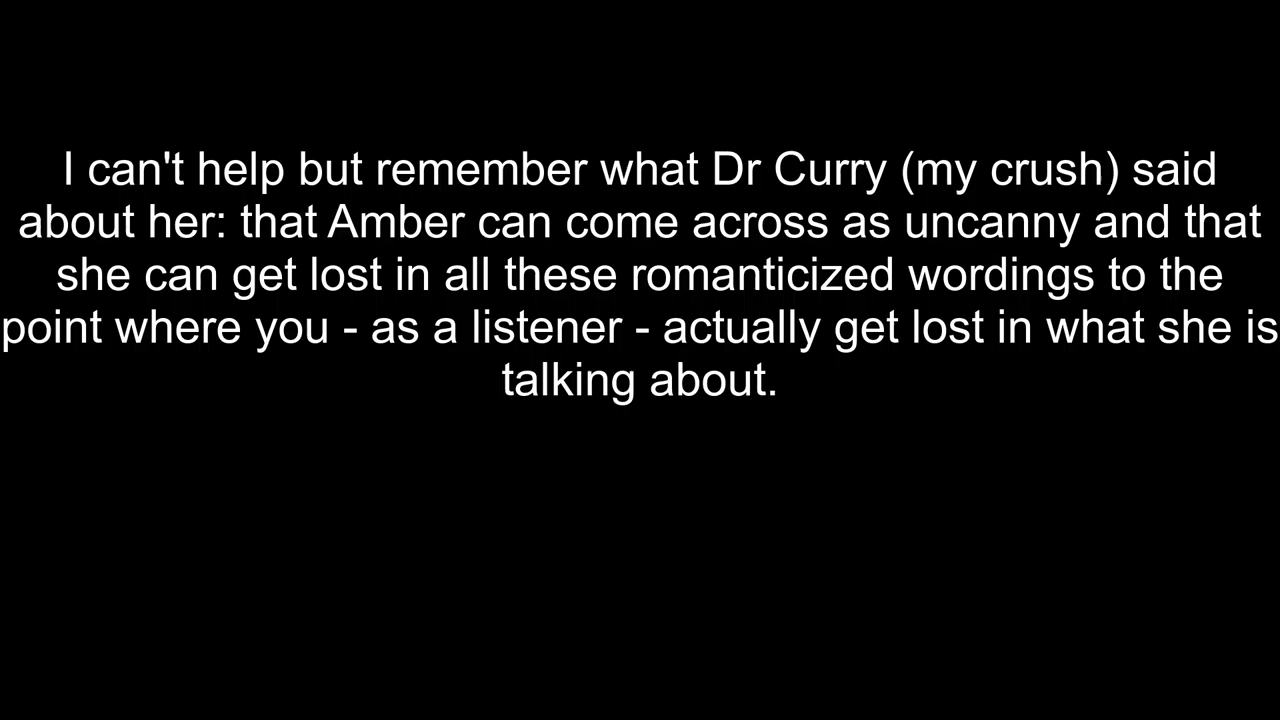 I can't help but remember what Dr Curry (my crush) said
about her: that Amber can come across as uncanny and that
she can get lost in all these romanticized wordings to the
point where you - as a listener - actually get lost in what she is
talking about.